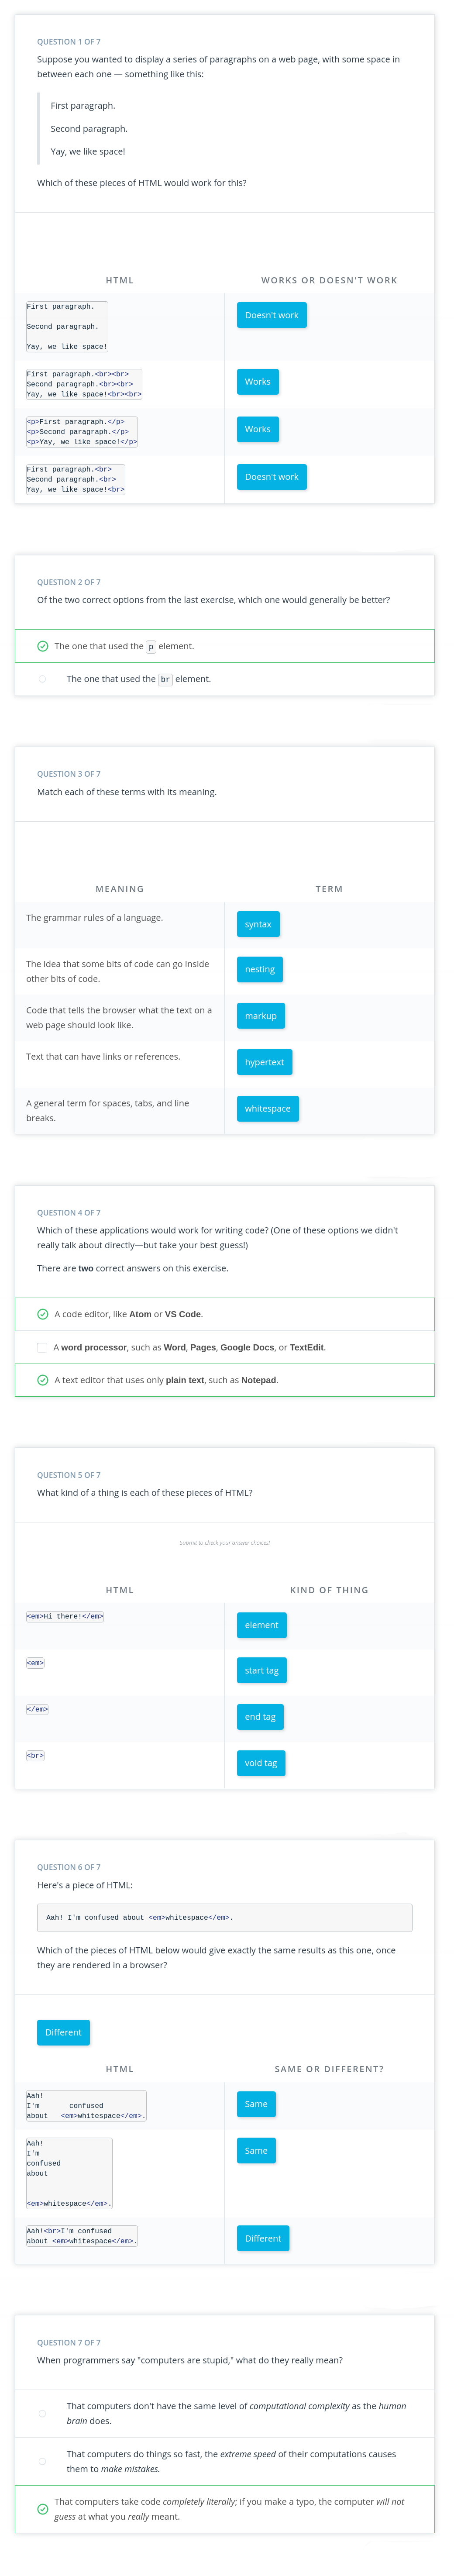 QUESTION 1 OF 7
Suppose you wanted to display a series of paragraphs on a web page, with some space in
between each one — something like this:
First paragraph.
Second paragraph.
Yay, we like space!
Which of these pieces of HTML would work for this?
HTML
WORKS OR DOESN'T WORK
First paragraph.
Second paragraph.
Yay, we like space!
Doesn't work
First paragraph.<br><br>
Second paragraph.<br><br>
Yay, we like space!<br><br>
Works
<p>First paragraph.</p>
<p>Second paragraph.</p>
<p>Yay, we like space!</p>
Works
First paragraph.<br>
Second paragraph.<br>
Yay, we like space!<br>
Doesn't work
QUESTION 2 OF 7
Of the two correct options from the last exercise, which one would generally be better?
The one that used the p element.
The one that used the br element.
QUESTION 3 OF 7
Match each of these terms with its meaning.
MEANING
TERM
The grammar rules of a language.
syntax
The idea that some bits of code can go inside
other bits of code.
nesting
Code that tells the browser what the text on a
web page should look like.
markup
Text that can have links or references.
hypertext
A general term for spaces, tabs, and line
breaks.
whitespace
QUESTION 4 OF 7
Which of these applications would work for writing code? (One of these options we didn't
really talk about directly—but take your best guess!)
There are two correct answers on this exercise.
A code editor, like Atom or VS Code.
A word processor, such as Word, Pages, Google Docs, or TextEdit.
A text editor that uses only plain text, such as Notepad.
QUESTION 5 OF 7
What kind of a thing is each of these pieces of HTML?
Submit to check your answer choices!
HTML
KIND OF THING
<em>Hi there!</em>
element
<em>
start tag
</em>
end tag
<br>
void tag
QUESTION 6 OF 7
Here's a piece of HTML:
Aah! I'm confused about <em>whitespace</em>.
Which of the pieces of HTML below would give exactly the same results as this one, once
they are rendered in a browser?
Different
HTML
SAME OR DIFFERENT?
Aah!
I'm       confused
about   <em>whitespace</em>.
Same
Aah!
I'm
confused
about
<em>whitespace</em>.
Same
Aah!<br>I'm confused
about <em>whitespace</em>.
Different
QUESTION 7 OF 7
When programmers say "computers are stupid," what do they really mean?
That computers don't have the same level of computational complexity as the human
brain does.
That computers do things so fast, the extreme speed of their computations causes
them to make mistakes.
That computers take code completely literally; if you make a typo, the computer will not
guess at what you really meant.